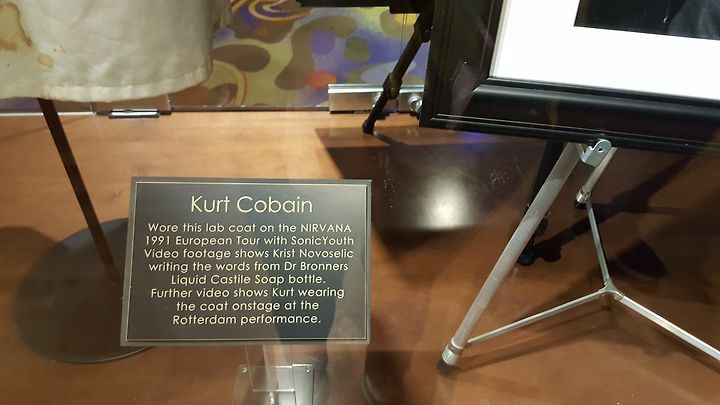 Kurt Cobain
Wore this lab coat on the NIRVANA
1991 European Tour with SonicYouth
Video footage shows Krist Novoselic
writing the words from Dr Bronners
Liquid Castile Soap bottle.
Further video shows Kurt wearing
the coat onstage at the
Rotterdam performance.